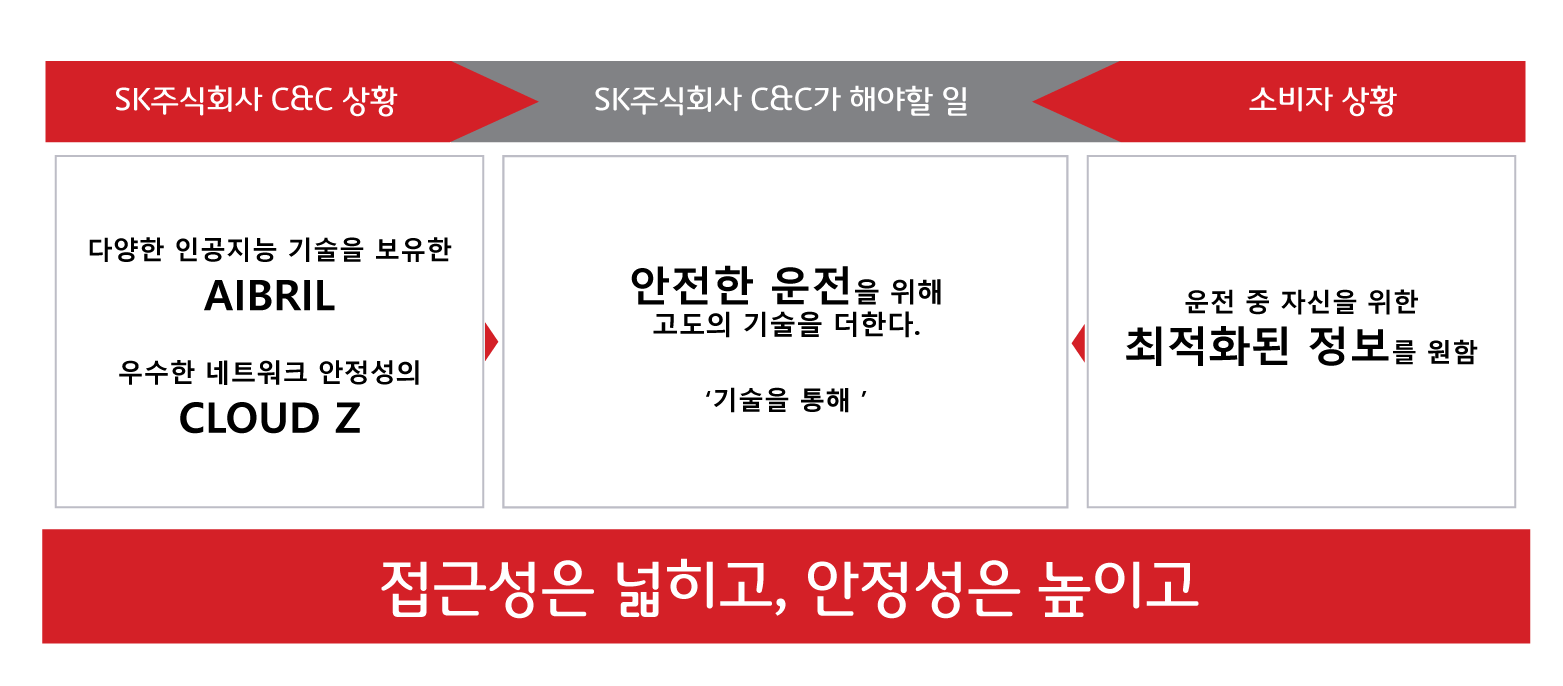 SK주식회사 C&C 상황
SK주식회사 C&C가 해야할 일
소비자 상황
다양한 인공지능 기술을 보유한
AIBRIL
우수한 네트워크 안정성의
CLOUD Z
안전한 운전을 위해
고도의 기술을 더한다.
‘기술을 통해 ’
운전 중 자신을 위한
최적화된 정보를 원함
접근성은 넓히고, 안정성은 높이고